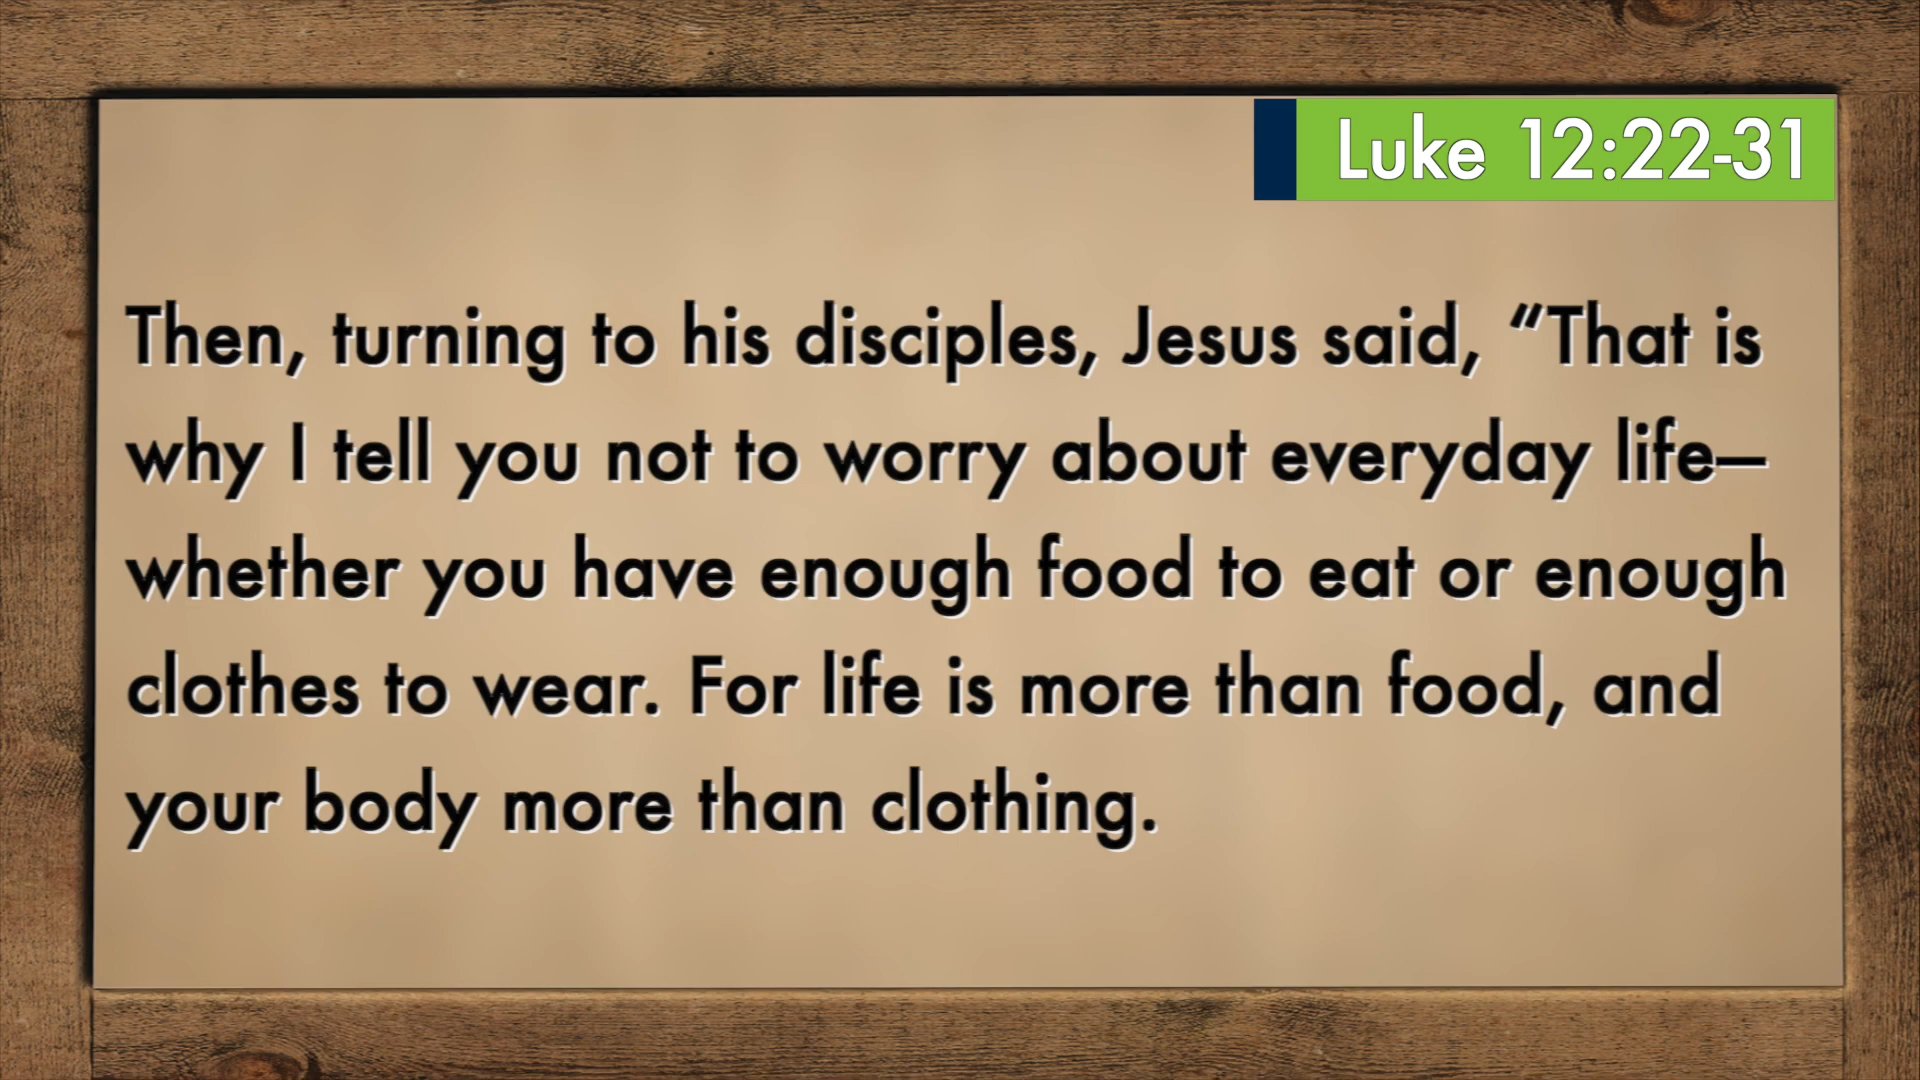 Luke 12:22-31
Then, turning to his disciples, Jesus said, “That is
why I tell you not to worry about everyday life—
whether you have enough food to eat or enough
clothes to wear. For life is more than food, and
your body more than clothing.